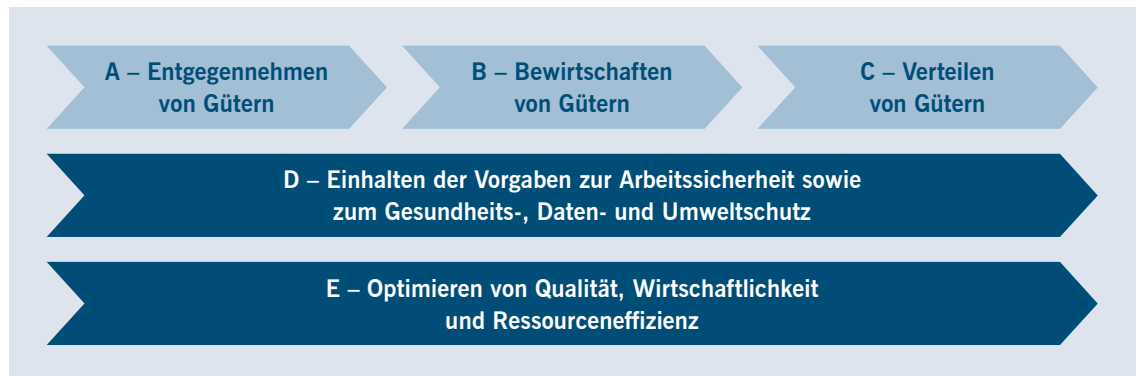 A – Entgegennehmen
von Gütern
B – Bewirtschaften
von Gütern
C – Verteilen
von Gütern
D – Einhalten der Vorgaben zur Arbeitssicherheit sowie
zum Gesundheits-, Daten- und Umweltschutz
E – Optimieren von Qualität, Wirtschaftlichkeit
und Ressourceneffizienz